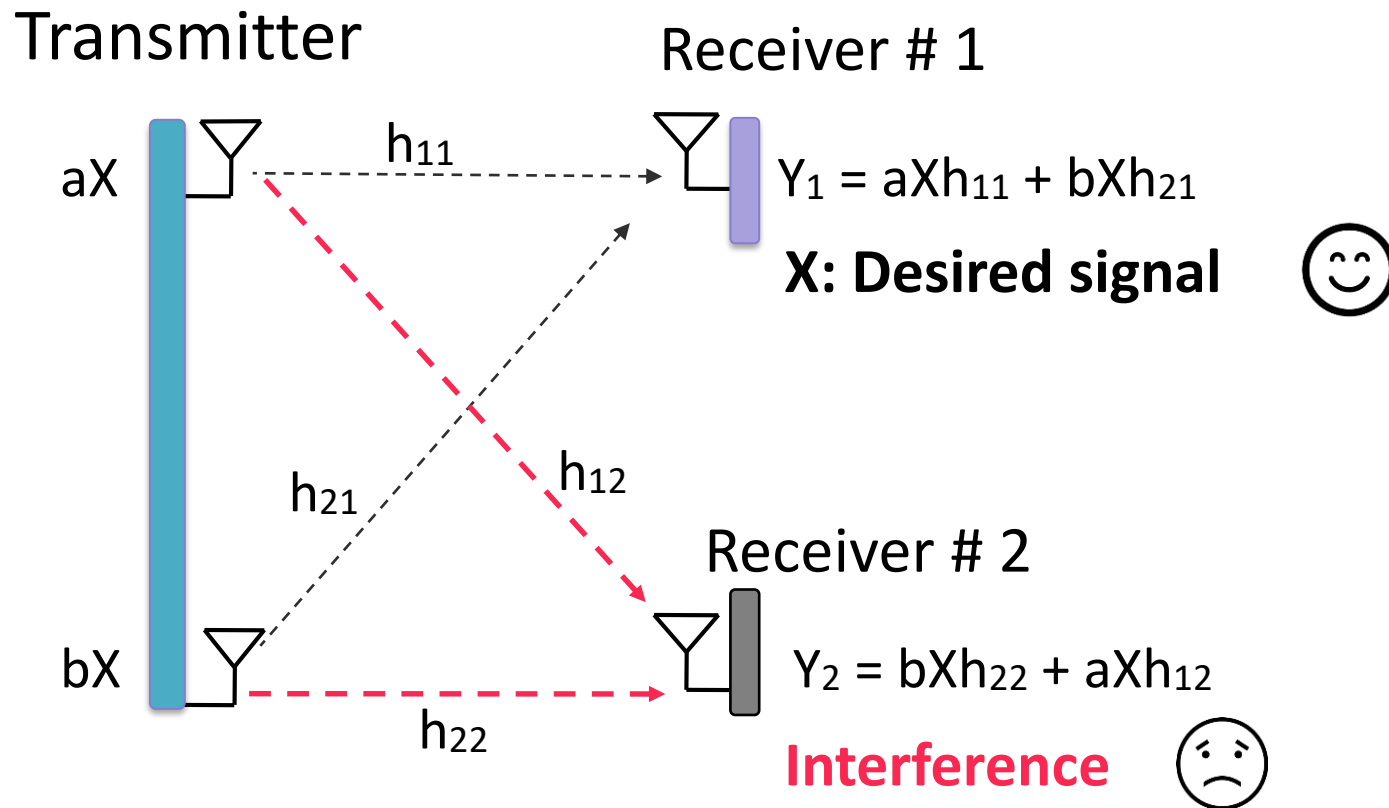 Transmitter
Receiver # 1
aX
h₁₁
Y₁ = aXh₁₁ + bXh₂₁
X: Desired signal
h₂₁
h₁₂
Receiver # 2
bX
Y₂ = bXh₂₂ + aXh₁₂
h₂₂
Interference